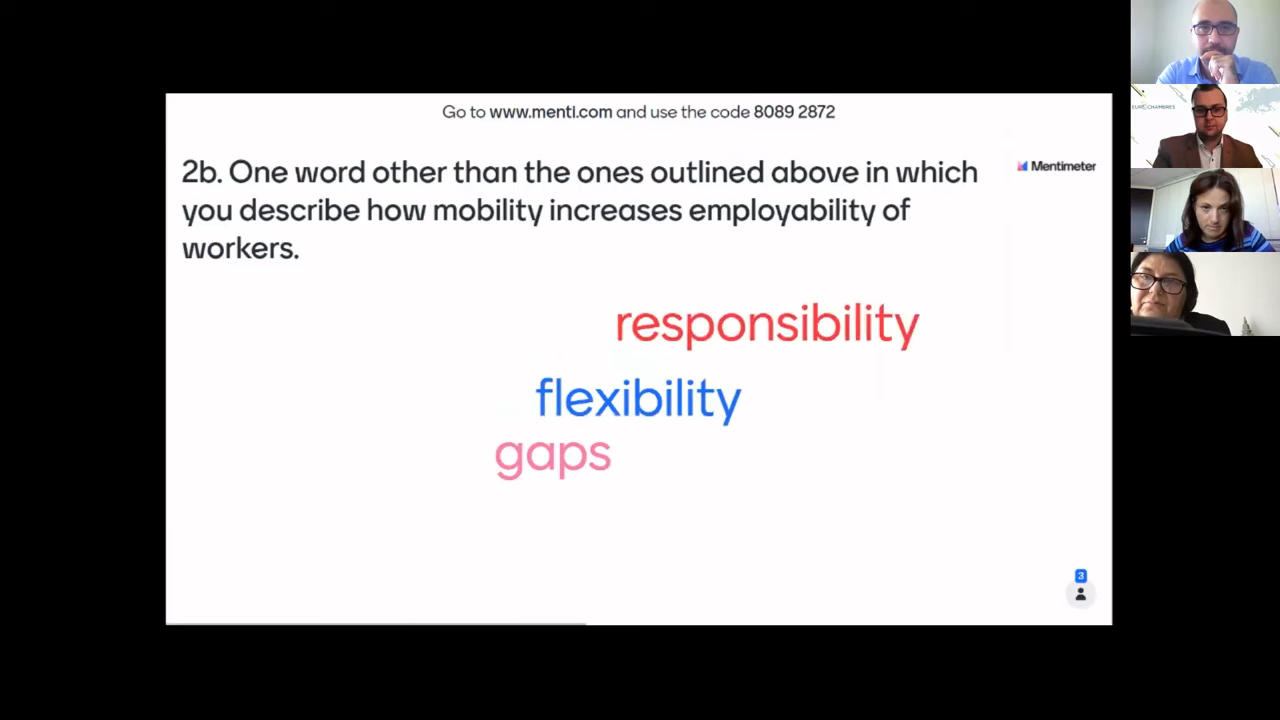 Go to www.menti.com and use the code 8089 2872
2b. One word other than the ones outlined above in which
you describe how mobility increases employability of
workers.
Mentimeter
responsibility
flexibility
gaps
3
EUROCHAMBRES